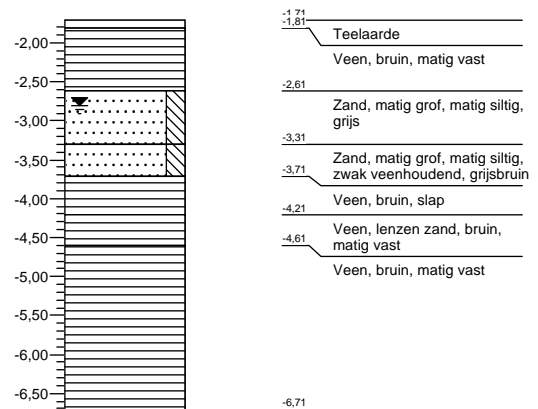 -2,00
-2,50
-3,00
-3,50
-4,00
-4,50
-5,00
-5,50
-6,00
-6,50
-1,71
-1,81
Teelaarde
Veen, bruin, matig vast
-2,61
Zand, matig grof, matig siltig,
grijs
-3,31
Zand, matig grof, matig siltig,
zwak veenhoudend, grijsbruin
-3,71
Veen, bruin, slap
-4,21
Veen, lenzen zand, bruin,
matig vast
-4,61
Veen, bruin, matig vast
-6,71